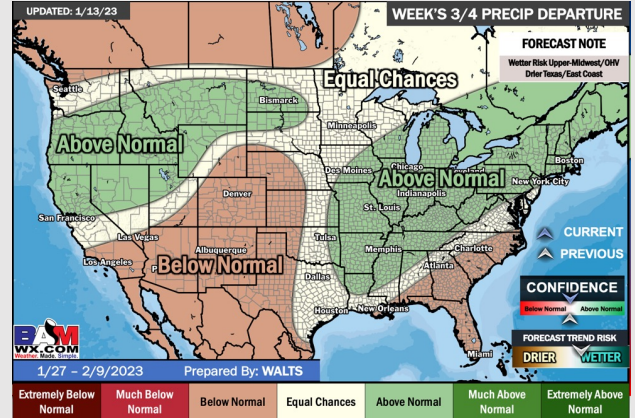 UPDATED: 1/13/23
WEEK'S 3/4 PRECIP DEPARTURE
FORECAST NOTE
Wetter Risk Upper-Midwest/OHV
Drier Texas/East Coast
Equal Chances
Seattle
Bismarck
Minneapolis
Above Normal
Boston
Des Moines
Chicago
Above Normal
New York City
Indianapolis
Denver
St. Louis
San Francisco
CURRENT
Las Vegas
Tulsa
PREVIOUS
Albuquerque
Memphis
Charlotte
Los Angeles
Below Normal
Atlanta
Dallas
CONFIDENCE
Below Normal
Above Normal
Houston
New Orleans
BAM
WX.COM
Weather. Made. Simple.
FORECAST TREND RISK
DRIER
WETTER
Miami
1/27 – 2/9/2023
Prepared By: WALTS
Extremely Below
Normal
Much Below
Normal
Below Normal
Equal Chances
Above Normal
Much Above
Normal
Extremely Above
Normal